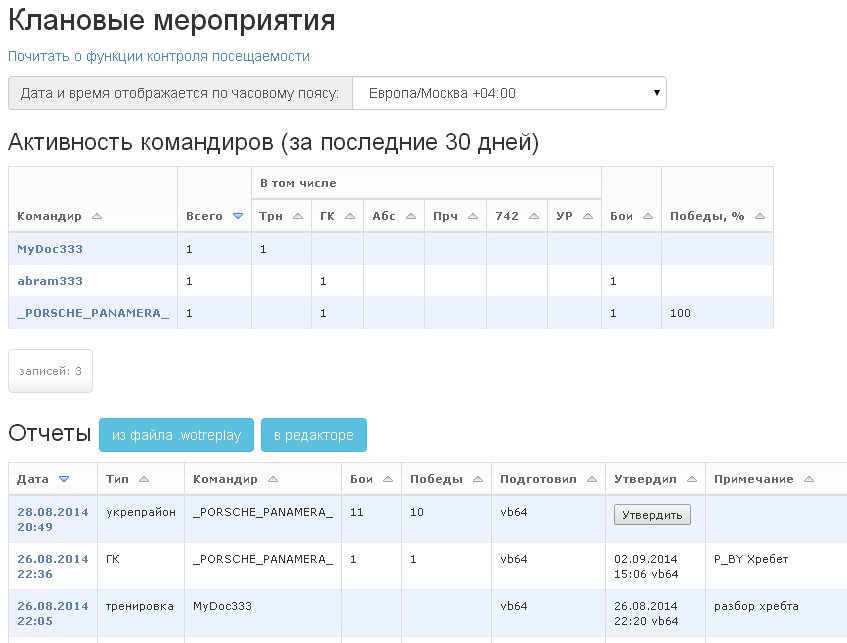 Клановые мероприятия
Почитать о функции контроля посещаемости
Дата и время отображается по часовому поясу: Европа/Москва +04:00
Активность командиров (за последние 30 дней)
В том числе
Командир Всего Трн ГК Абс Прч 742 УР Бои Победы, %
MyDoc333 1 1
abram333 1 1 1
_PORSCHE_PANAMERA_ 1 1 1 100
записей: 3
Отчеты из файла .wotreplay в редакторе
Дата Тип Командир Бои Победы Подготовил Утвердил Примечание
28.08.2014 укрепрайон _PORSCHE_PANAMERA_ 11 10 vb64 Утвердить
20:49
26.08.2014 ГК _PORSCHE_PANAMERA_ 1 1 vb64 02.09.2014 P_BY Хребет
22:36 15:06 vb64
26.08.2014 тренировка MyDoc333 vb64 26.08.2014 разбор хребта
22:05 22:20 vb64